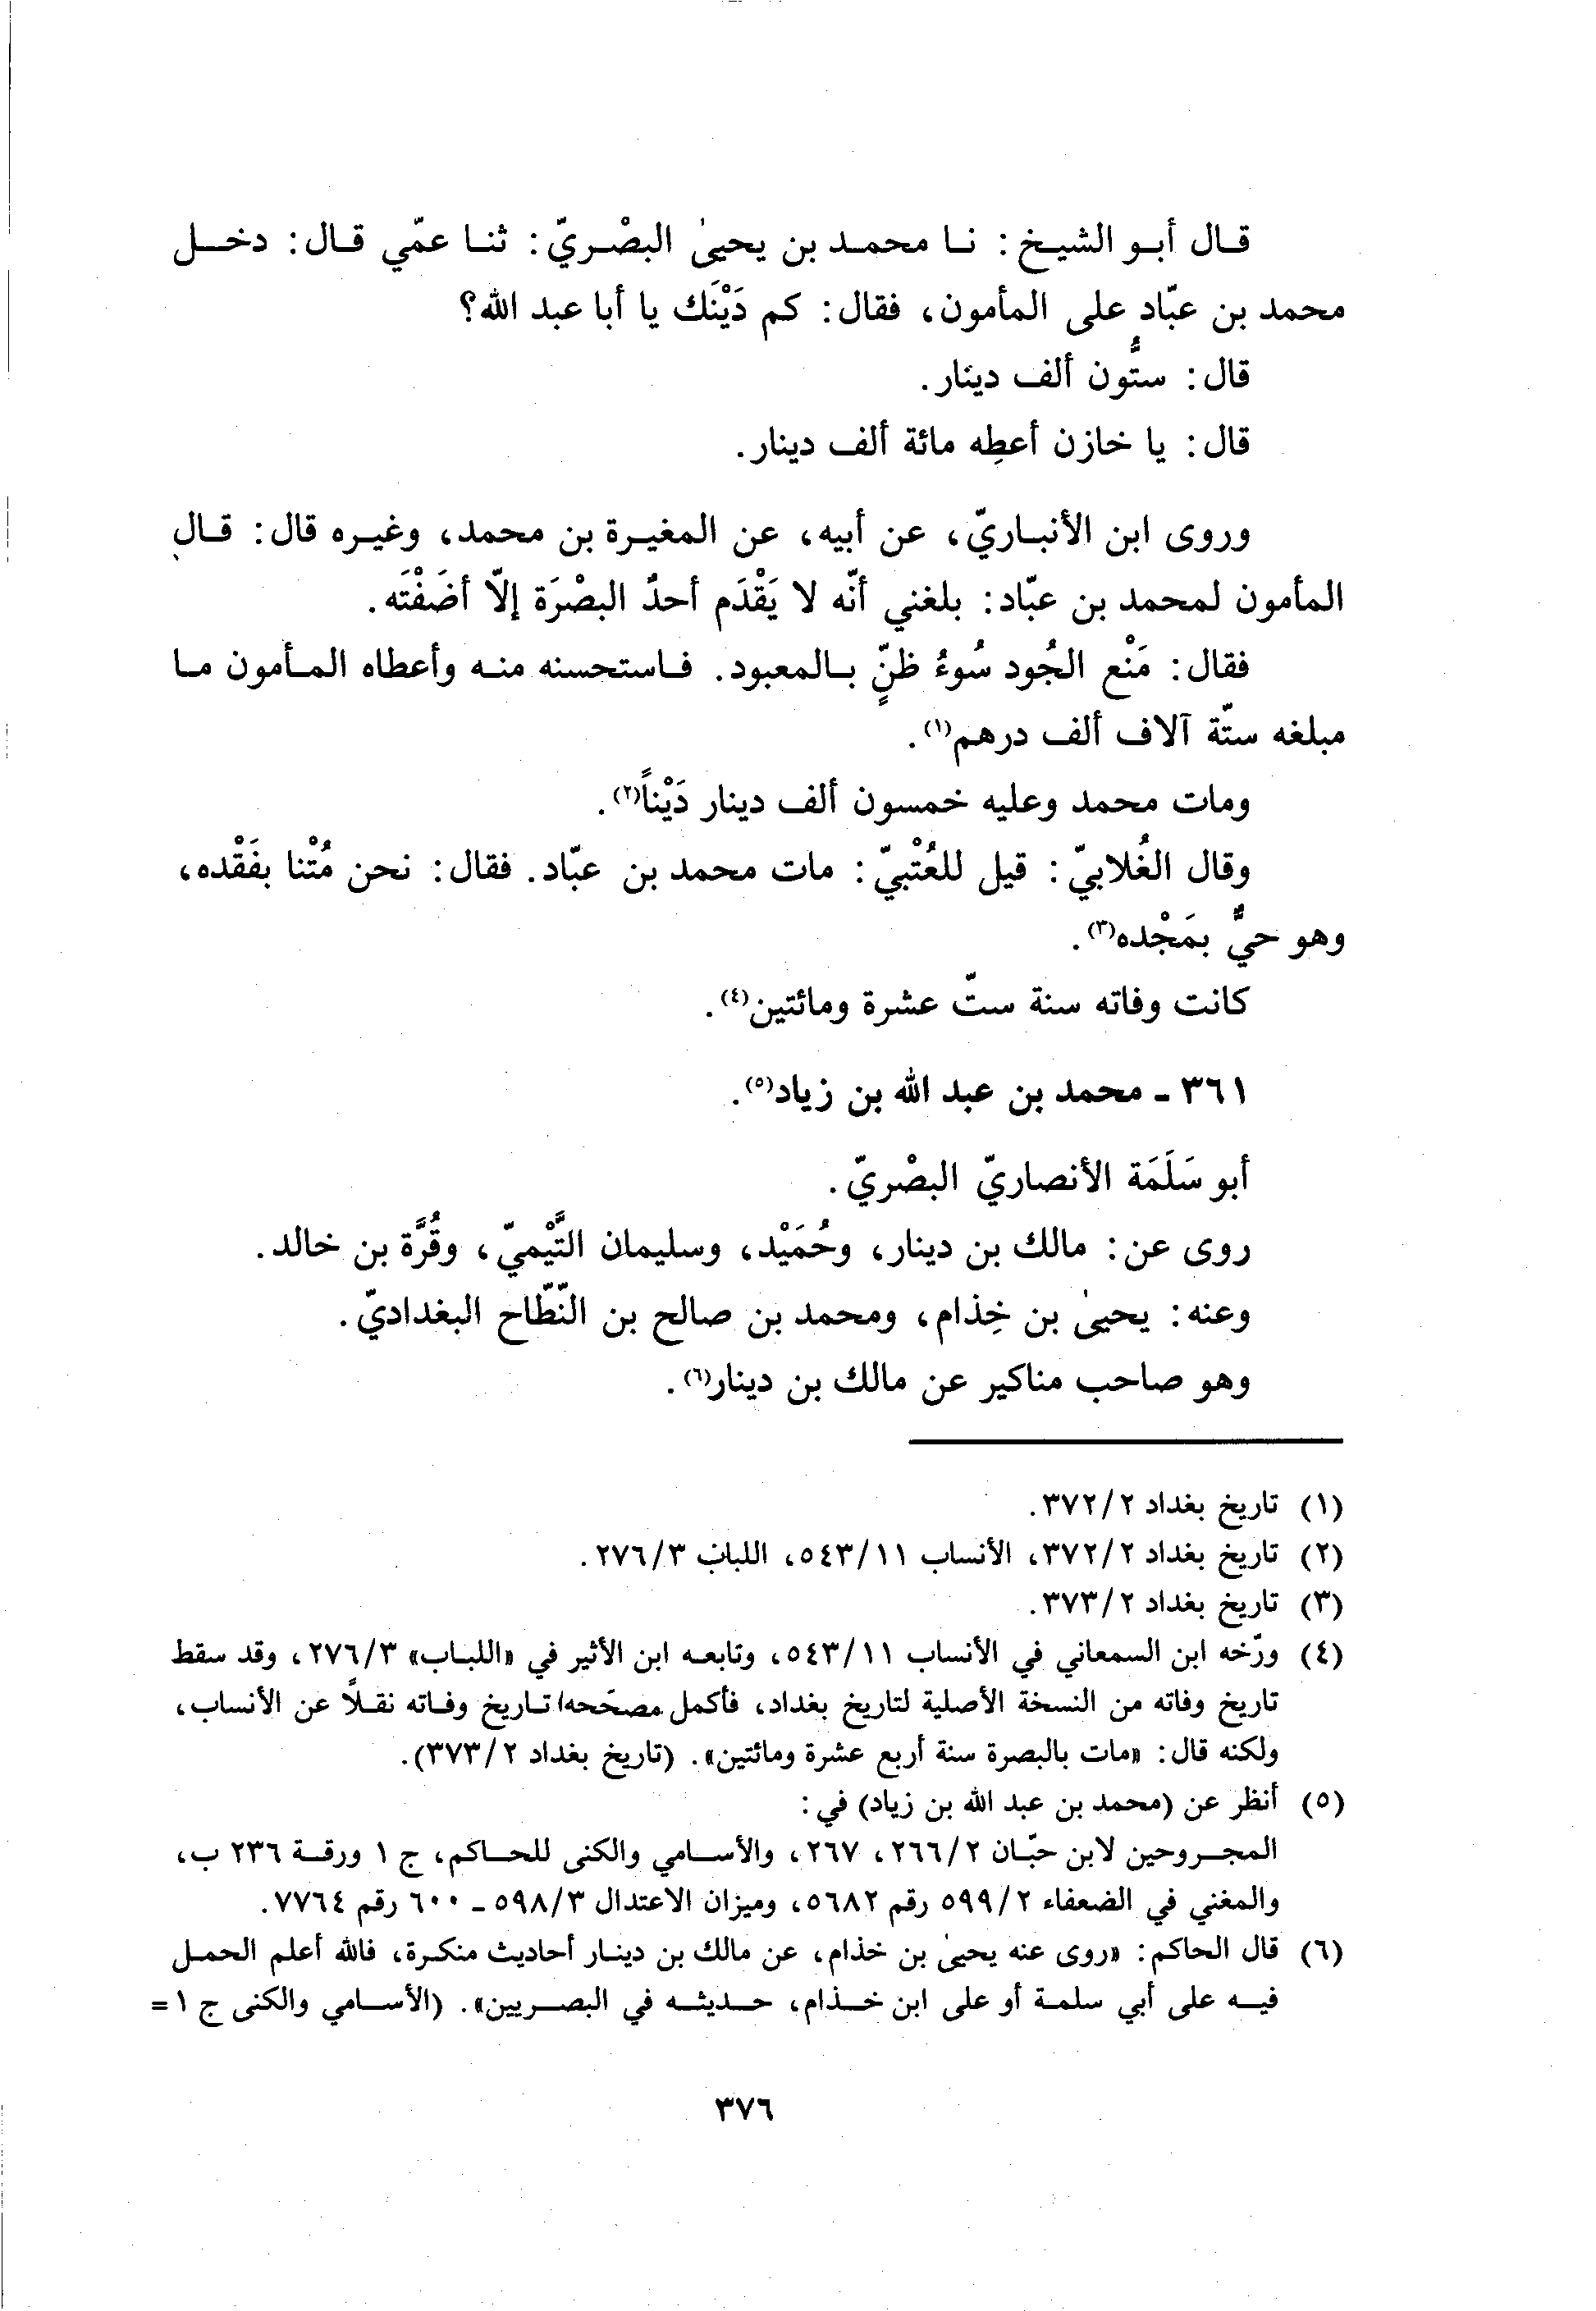 قال أبو الشيخ: نا محمد بن يحيىٰ البصْريّ: ثنا عمّي قال: دخل
محمد بن عبّاد على المأمون، فقال: كم دَيْنَك يا أبا عبد الله؟
قال: ستُّون ألف دينار.
قال: يا خازن أعطِه مائة ألف دينار.
وروى ابن الأنباريّ، عن أبيه، عن المغيرة بن محمد، وغيره قال: قال
المأمون لمحمد بن عبّاد: بلغني أنّه لا يَقْدَم أحدٌ البصْرَة إلّا أضَفْتَه.
فقال: مَنْع الجُود سُوءُ ظنٍّ بالمعبود. فاستحسنه منه وأعطاه المأمون ما
مبلغه ستّة آلاف ألف درهم(١).
ومات محمد وعليه خمسون ألف دينار دَيْناً(٢).
وقال الغُلابيّ: قيل للعُتْبيّ: مات محمد بن عبّاد. فقال: نحن مُتْنا بفَقْده،
وهو حيٌّ بمَجْده(٣).
كانت وفاته سنة ستّ عشرة ومائتين(٤).
٣٦١ - محمد بن عبد الله بن زياد(٥).
أبو سَلَمَة الأنصاريّ البصْريّ.
روى عن: مالك بن دينار، وحُمَيْد، وسليمان التَّيْميّ، وقُرَّة بن خالد.
وعنه: يحيىٰ بن خِذام، ومحمد بن صالح بن النّطّاح البغداديّ.
وهو صاحب مناكير عن مالك بن دينار(٦).
(١) تاريخ بغداد ٣٧٢/٢.
(٢) تاريخ بغداد ٣٧٢/٢، الأنساب ٥٤٣/١١، اللباب ٢٧٦/٣.
(٣) تاريخ بغداد ٣٧٣/٢.
(٤) ورّخه ابن السمعاني في الأنساب ٥٤٣/١١، وتابعه ابن الأثير في «اللباب» ٢٧٦/٣، وقد سقط
تاريخ وفاته من النسخة الأصلية لتاريخ بغداد، فأكمل مصحّحها تاريخ وفاته نقلاً عن الأنساب،
ولكنه قال: «مات بالبصرة سنة أربع عشرة ومائتين». (تاريخ بغداد ٣٧٣/٢).
(٥) أنظر عن (محمد بن عبد الله بن زياد) في:
المجروحين لابن حبّان ٢٦٦/٢، ٢٦٧، والأسامي والكنى للحاكم، ج ١ ورقة ٢٣٦ ب،
والمغني في الضعفاء ٥٩٩/٢ رقم ٥٦٨٢، وميزان الاعتدال ٥٩٨/٣ - ٦٠٠ رقم ٧٧٦٤.
(٦) قال الحاكم: «روى عنه يحيىٰ بن خذام، عن مالك بن دينار أحاديث منكرة، فالله أعلم الحمل
فيه على أبي سلمة أو على ابن خذام، حديثه في البصريين». (الأسامي والكنى ج ١ =
٣٧٦